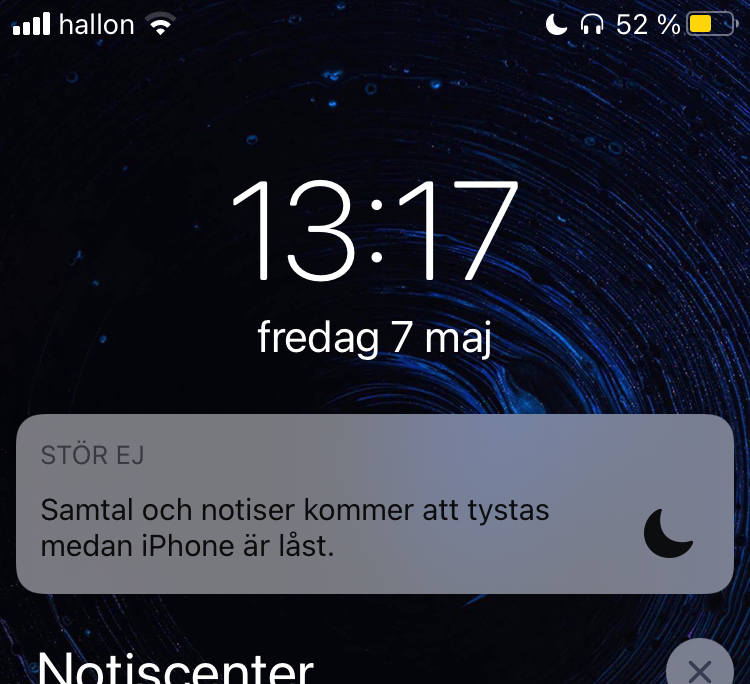 hallon 52 %
13:17
fredag 7 maj
STÖR EJ
Samtal och notiser kommer att tystas
medan iPhone är låst.
Notiscenter